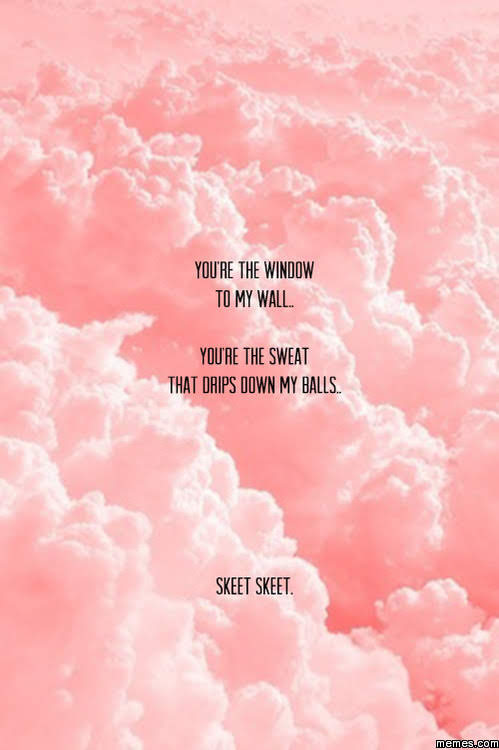 YOU'RE THE WINDOW
TO MY WALL..
YOU'RE THE SWEAT
THAT DRIPS DOWN MY BALLS..
SKEET SKEET.
memes.com